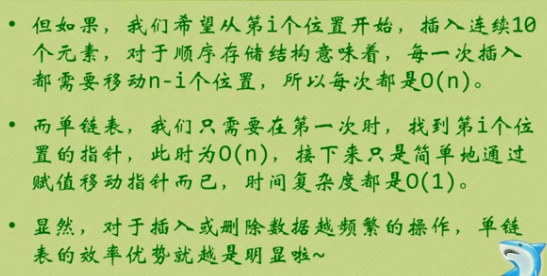 • 但如果，我们希望从第i个位置开始，插入连续10
个元素，对于顺序存储结构意味着，每一次插入
都需要移动n-i个位置，所以每次都是O(n)。
• 而单链表，我们只需要在第一次时，找到第i个位
置的指针，此时为O(n)，接下来只是简单地通过
赋值移动指针而已，时间复杂度都是O(1)。
• 显然，对于插入或删除数据越频繁的操作，单链
表的效率优势就越是明显啦~